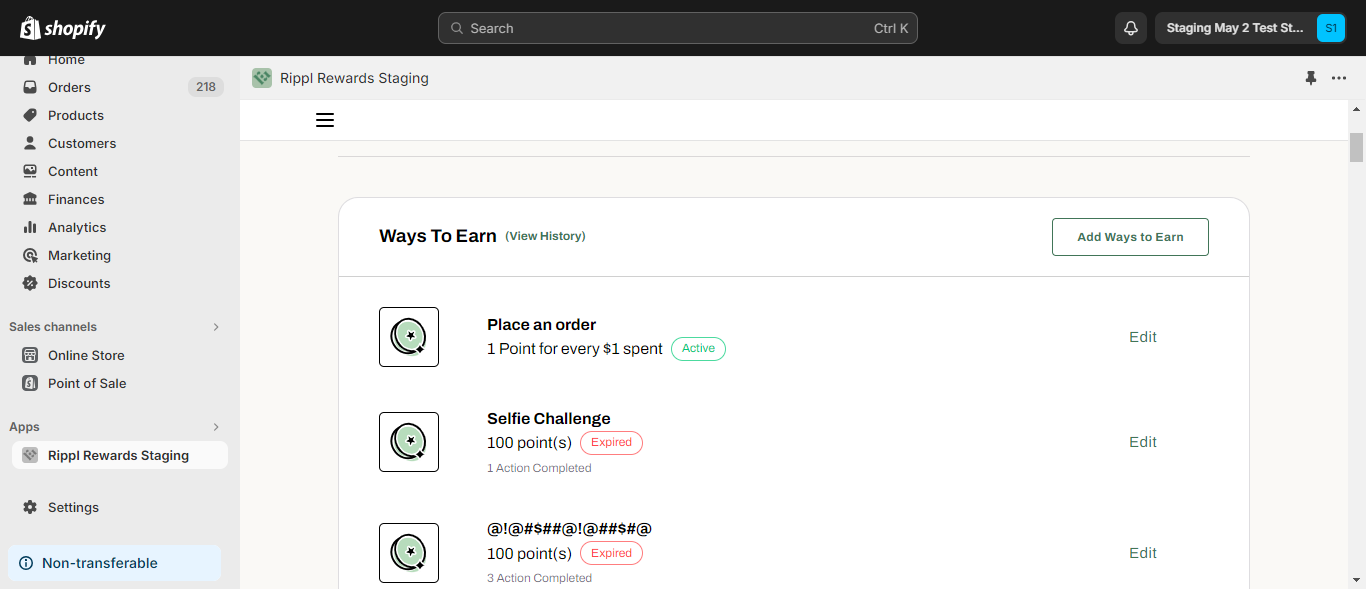 shopify
Search Ctrl K
Staging May 2 Test St... S1
Home
Orders 218
Products
Customers
Content
Finances
Analytics
Marketing
Discounts
Sales channels
Online Store
Point of Sale
Apps
Rippl Rewards Staging
Settings
Non-transferable
Rippl Rewards Staging
Ways To Earn (View History)
Add Ways to Earn
Place an order
1 Point for every $1 spent Active
Edit
Selfie Challenge
100 point(s) Expired
1 Action Completed
Edit
@!@#$##@!@##$#@
100 point(s) Expired
3 Action Completed
Edit